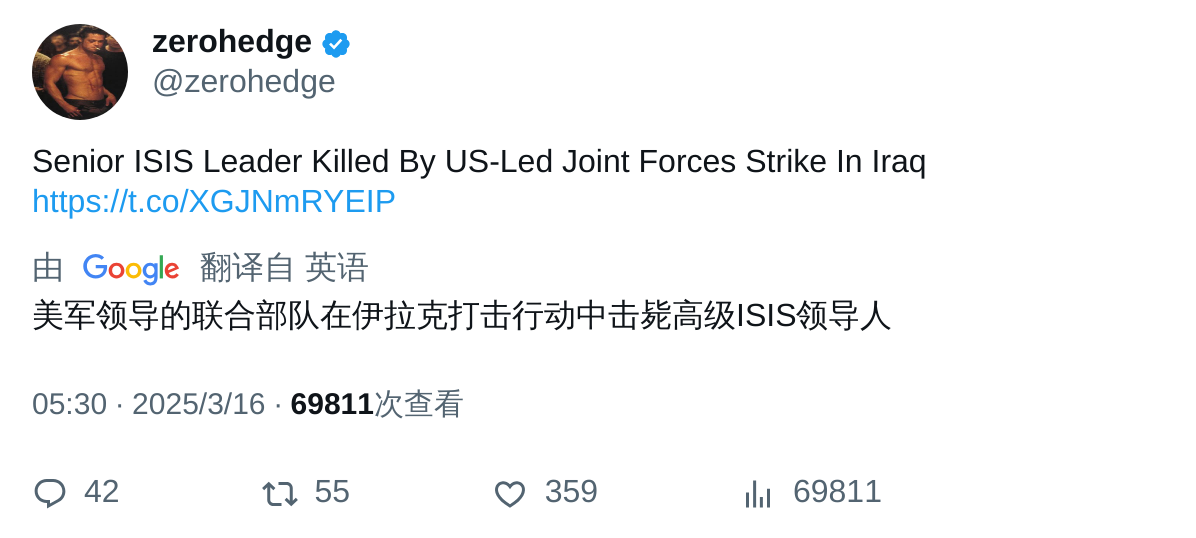 zerohedge
@zerohedge
Senior ISIS Leader Killed By US-Led Joint Forces Strike In Iraq
https://t.co/XGJNmRYEIP
由 Google 翻译自 英语
美军领导的联合部队在伊拉克打击行动中击毙高级ISIS领导人
05:30 · 2025/3/16 · 69811次查看
42 55 359 69811